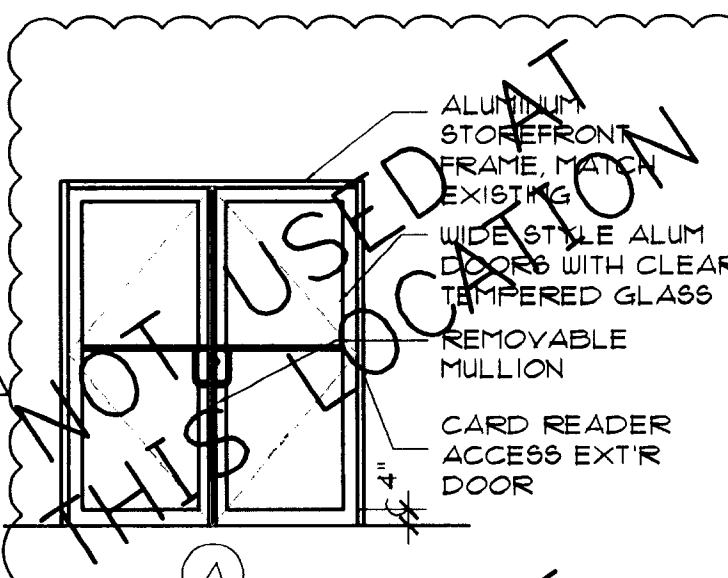 ALUMINUM
STOREFRONT
FRAME, MATCH
EXISTING
WIDE STYLE ALUM
DOORS WITH CLEAR
TEMPERED GLASS
REMOVABLE
MULLION
CARD READER
ACCESS EXT'R
DOOR
4"
NOT USED AT
THIS LOCATION